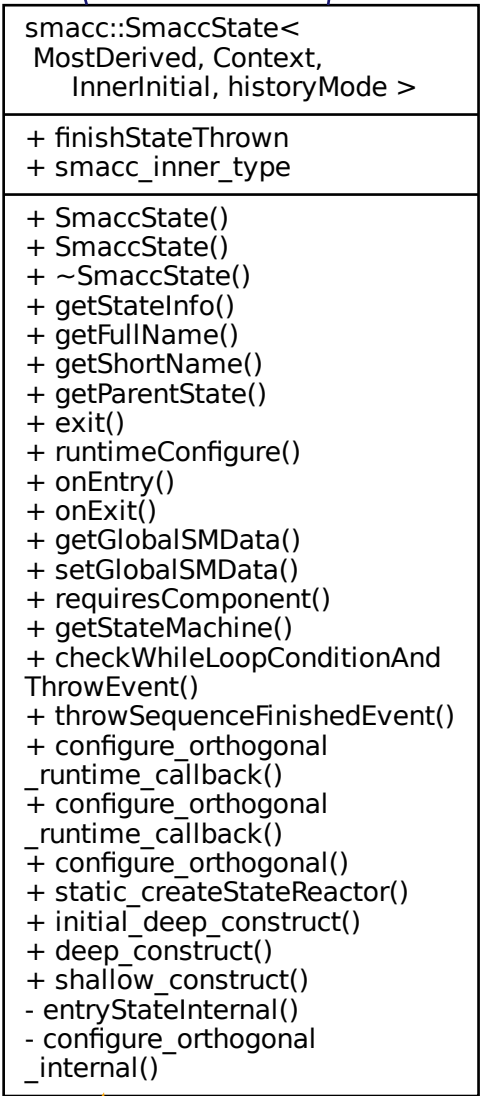 smacc::SmaccState<
MostDerived, Context,
InnerInitial, historyMode >
+ finishStateThrown
+ smacc_inner_type
+ SmaccState()
+ SmaccState()
+ ~SmaccState()
+ getStateInfo()
+ getFullName()
+ getShortName()
+ getParentState()
+ exit()
+ runtimeConfigure()
+ onEntry()
+ onExit()
+ getGlobalSMData()
+ setGlobalSMData()
+ requiresComponent()
+ getStateMachine()
+ checkWhileLoopConditionAnd
ThrowEvent()
+ throwSequenceFinishedEvent()
+ configure_orthogonal
_runtime_callback()
+ configure_orthogonal
_runtime_callback()
+ configure_orthogonal()
+ static_createStateReactor()
+ initial_deep_construct()
+ deep_construct()
+ shallow_construct()
- entryStateInternal()
- configure_orthogonal
_internal()